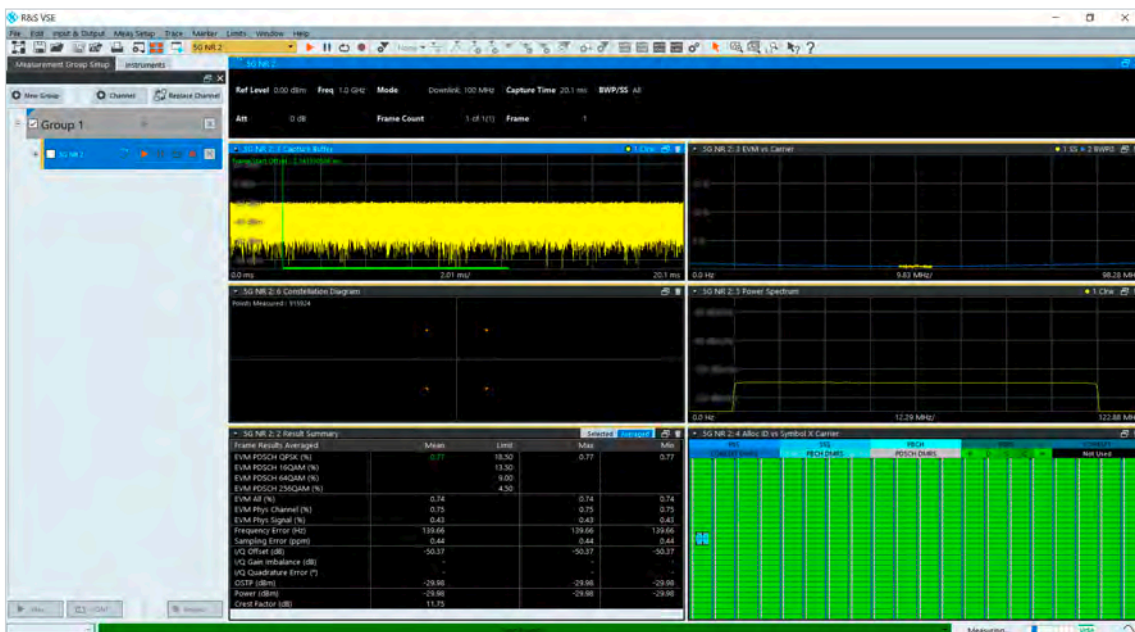 R&S VSE
File Edit Input & Output Meas Setup Trace Marker Limits Window Help
5G NR 2
Measurement Group Setup Instruments
New Group Channel Replace Channel
Group 1
5G NR 2
5G NR 2
Ref Level 0.00 dBm Freq 1.0 GHz Mode Downlink, 100 MHz Capture Time 20.1 ms BWP/SS All
Att 0 dB Frame Count 1 of 1(1) Frame 1
5G NR 2: 1 Capture Buffer 1 Clrw
Frame Start Offset :
0.0 ms 2.01 ms/ 20.1 ms
5G NR 2: 3 EVM vs Carrier 1 SS 2 BWP0
0.0 Hz 9.83 MHz/ 98.28 MH
5G NR 2: 6 Constellation Diagram
Points Measured : 915024
5G NR 2: 5 Power Spectrum 1 Clrw
0.0 Hz 12.29 MHz/ 122.88 MH
5G NR 2: 2 Result Summary Selected Averaged
Frame Results Averaged Mean Limit Max Min
EVM PDSCH QPSK (%) 0.77 18.50 0.77 0.77
EVM PDSCH 16QAM (%) 13.50
EVM PDSCH 64QAM (%) 9.00
EVM PDSCH 256QAM (%) 4.50
EVM All (%) 0.74 0.74 0.74
EVM Phys Channel (%) 0.75 0.75 0.75
EVM Phys Signal (%) 0.43 0.43 0.43
Frequency Error (Hz) 139.66 139.66 139.66
Sampling Error (ppm) 0.44 0.44 0.44
I/Q Offset (dB) -50.37 -50.37 -50.37
I/Q Gain Imbalance (dB) - - -
I/Q Quadrature Error (°) - - -
OSTP (dBm) -29.98 -29.98 -29.98
Power (dBm) -29.98 -29.98 -29.98
Crest Factor (dB) 11.75
5G NR 2: 4 Alloc ID vs Symbol X Carrier
SSS PBCH
PBCH DMRS PDSCH DMRS Not Used
Measuring